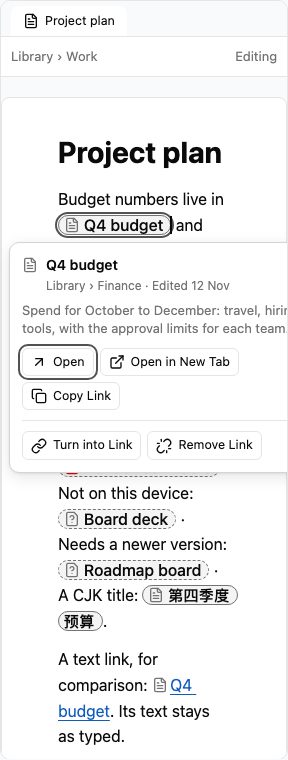 Project plan
Library › Work
Editing
Project plan
Budget numbers live in
Q4 budget and
Q4 budget
Library › Finance · Edited 12 Nov
Spend for October to December: travel, hirin
tools, with the approval limits for each team.
Open
Open in New Tab
Copy Link
Turn into Link
Remove Link
Not on this device:
Board deck ·
Needs a newer version:
Roadmap board ·
A CJK title: 第四季度
预算.
A text link, for
comparison: Q4
budget. Its text stays
as typed.